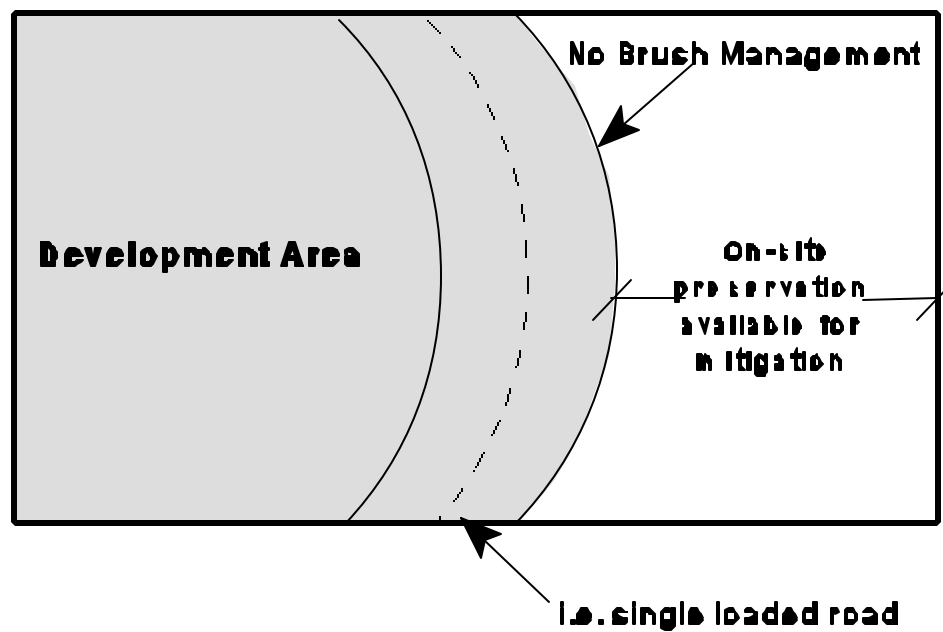 No Brush Management
Development Area
On-site
preservation
available for
mitigation
i.e. single loaded road